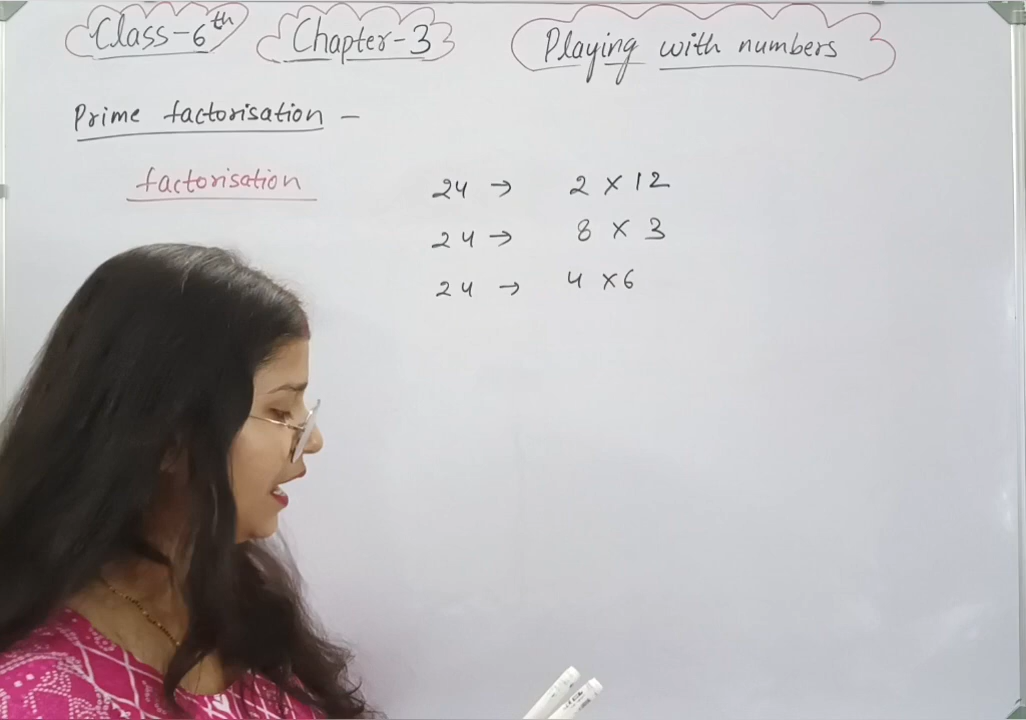 Class-6th Chapter-3 Playing with numbers
Prime factorisation -
factorisation
24 → 2 × 12
24 → 8 × 3
24 → 4 × 6